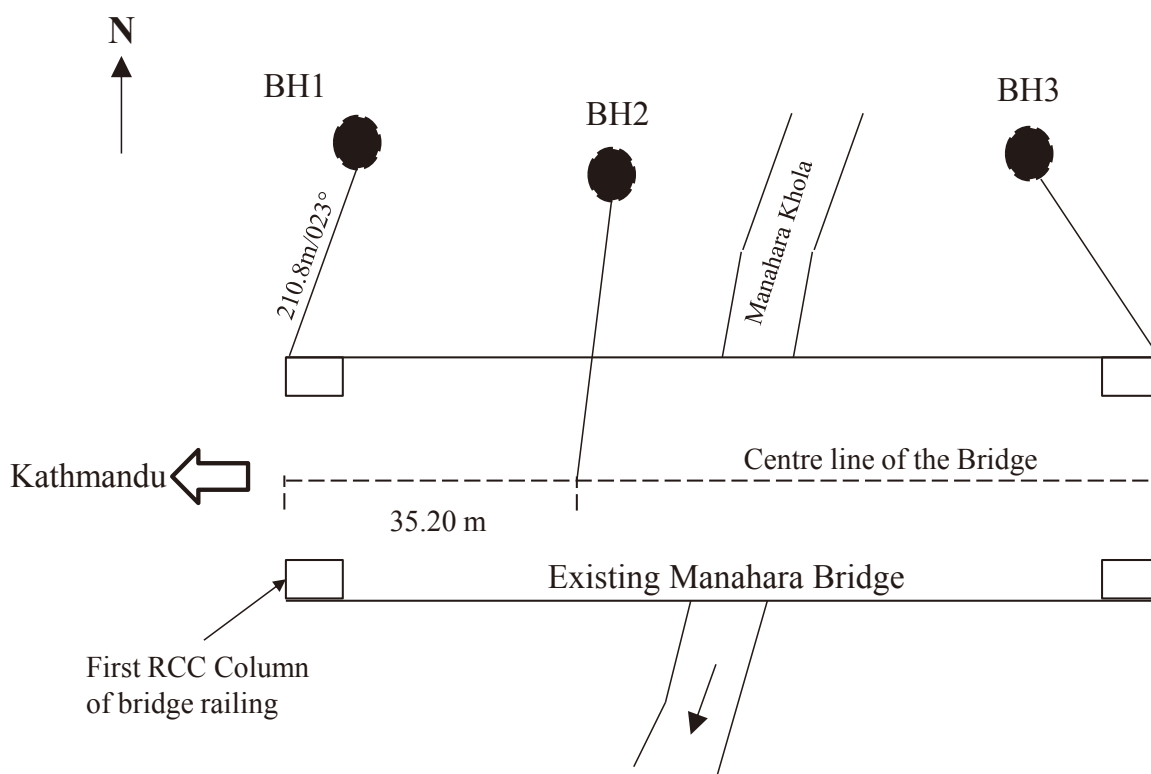 N
BH1
BH2
BH3
210.8m/023°
Manahara Khola
Centre line of the Bridge
Kathmandu
35.20 m
Existing Manahara Bridge
First RCC Column
of bridge railing